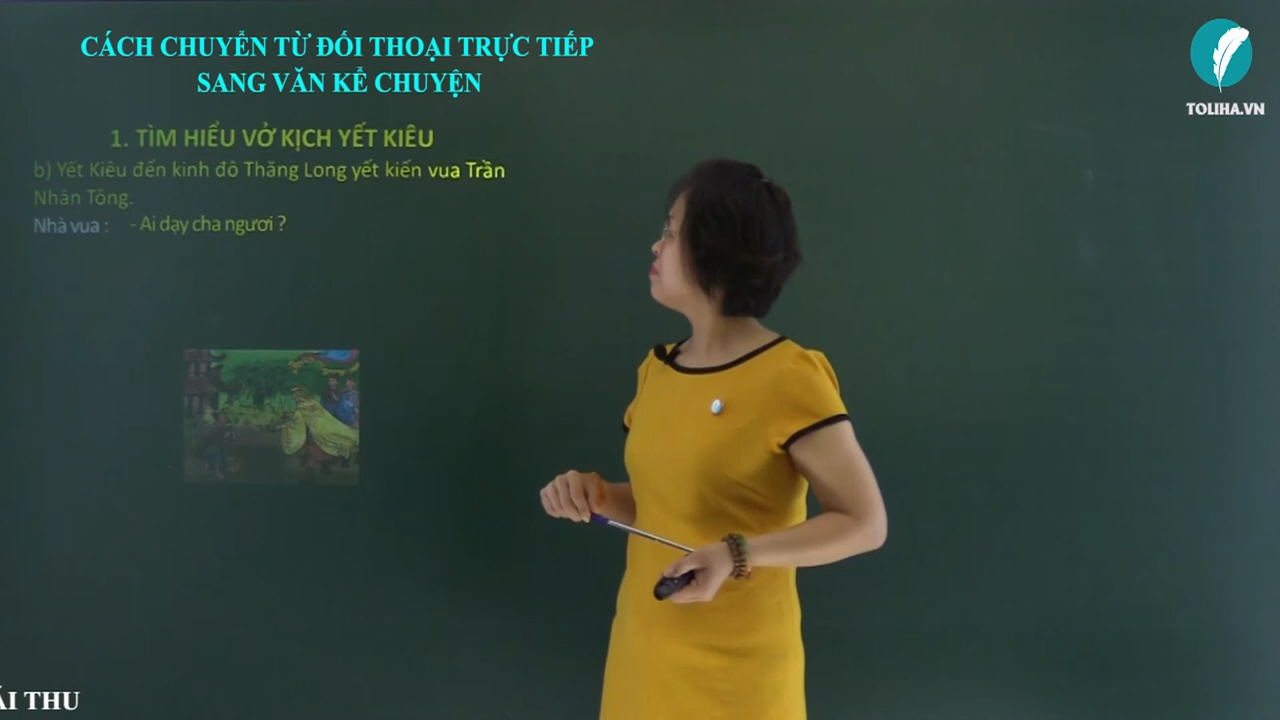 CÁCH CHUYỂN TỪ ĐỐI THOẠI TRỰC TIẾP
SANG VĂN KỂ CHUYỆN
TOLIHA.VN
1. TÌM HIỂU VỞ KỊCH YẾT KIÊU
b) Yết Kiêu đến kinh đô Thăng Long yết kiến vua Trần
Nhân Tông.
Nhà vua : - Ai dạy cha ngươi ?
ÁI THU